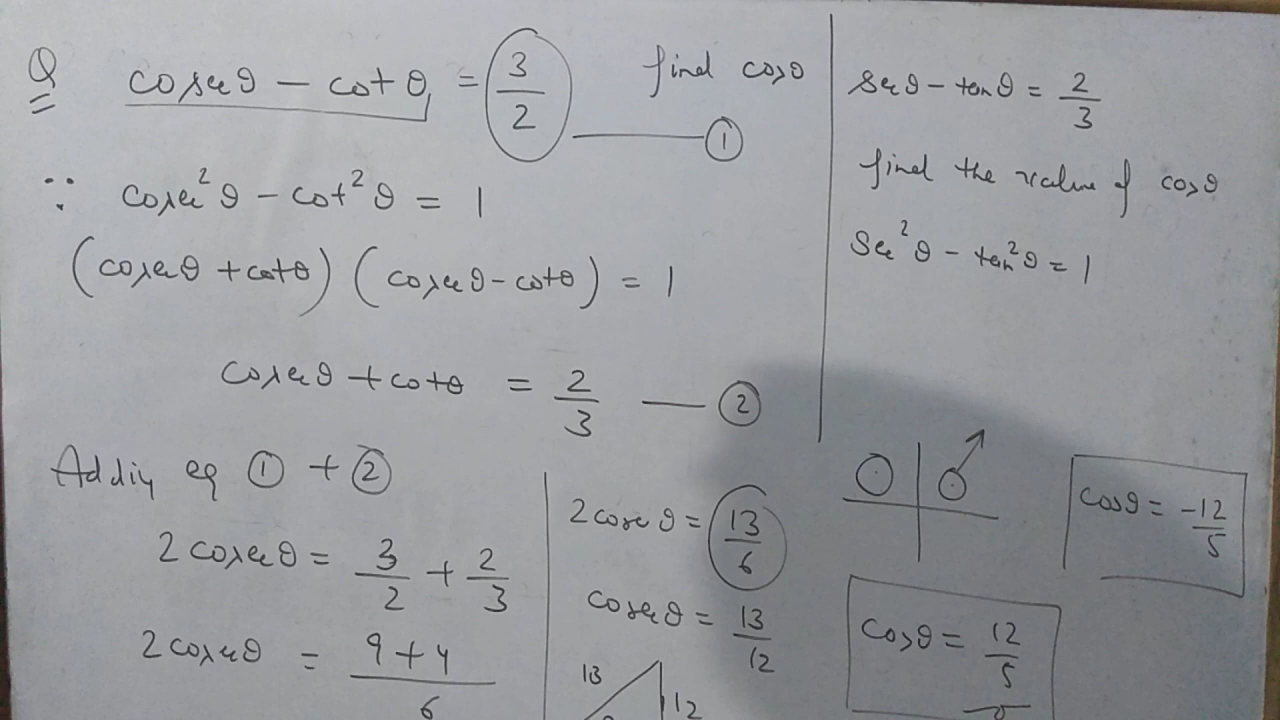 Q cosecθ – cotθ = 3/2 find cosθ
——— ①
∵ cosec²θ – cot²θ = 1
(cosecθ + cotθ) (cosecθ - cotθ) = 1
cosecθ + cotθ = 2/3 — ②
Adding eq ① + ②
2 cosecθ = 3/2 + 2/3
2 cosecθ = 9+4/6
2 cosecθ = 13/6
cosecθ = 13/12
13
12
secθ - tanθ = 2/3
find the value of cosθ
Sec²θ - tan²θ = 1
cosθ = -12/5
Cosθ = 12/5